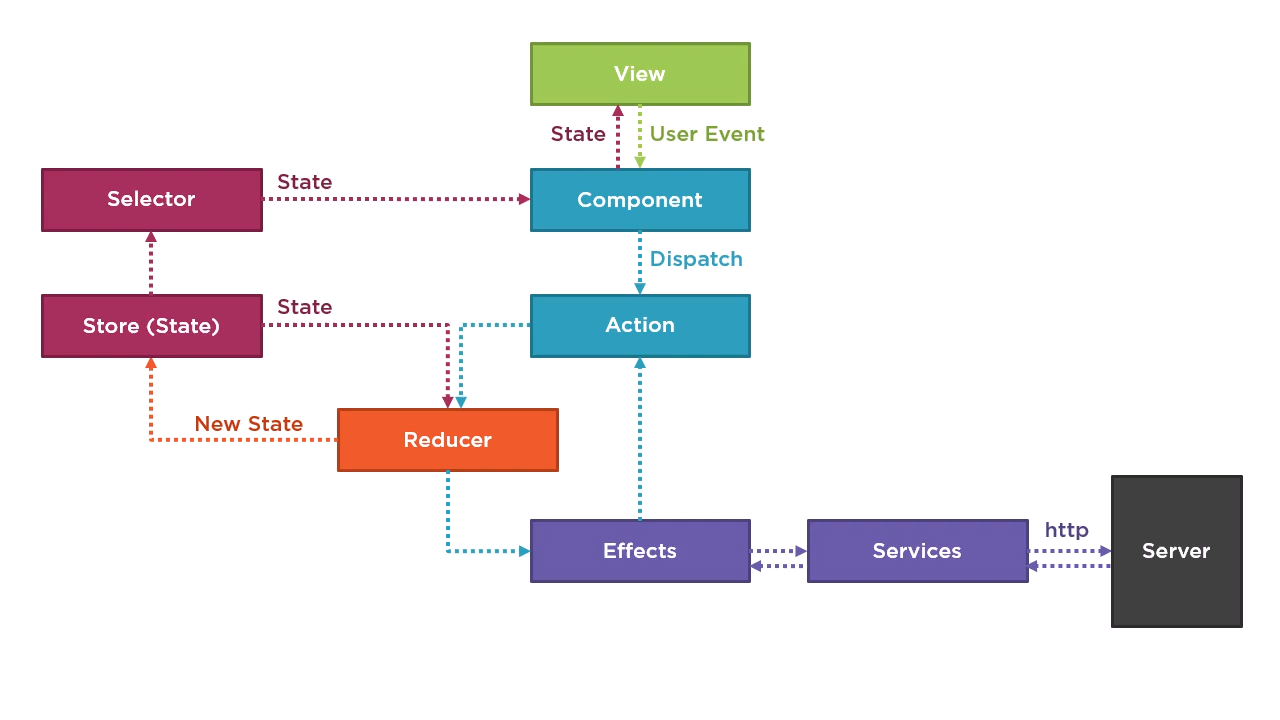 View
State
User Event
Selector
State
Component
Dispatch
Store (State)
State
Action
New State
Reducer
Effects
Services
http
Server